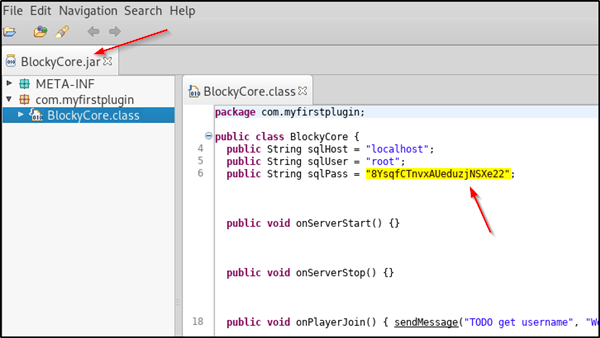 File Edit Navigation Search Help
BlockyCore.jar
META-INF
com.myfirstplugin
BlockyCore.class
BlockyCore.class
package com.myfirstplugin;
public class BlockyCore {
4 public String sqlHost = "localhost";
5 public String sqlUser = "root";
6 public String sqlPass = "8YsqfCTnvxAUeduzjNSXe22";
public void onServerStart() {}
public void onServerStop() {}
18 public void onPlayerJoin() { sendMessage("TODO get username", "We